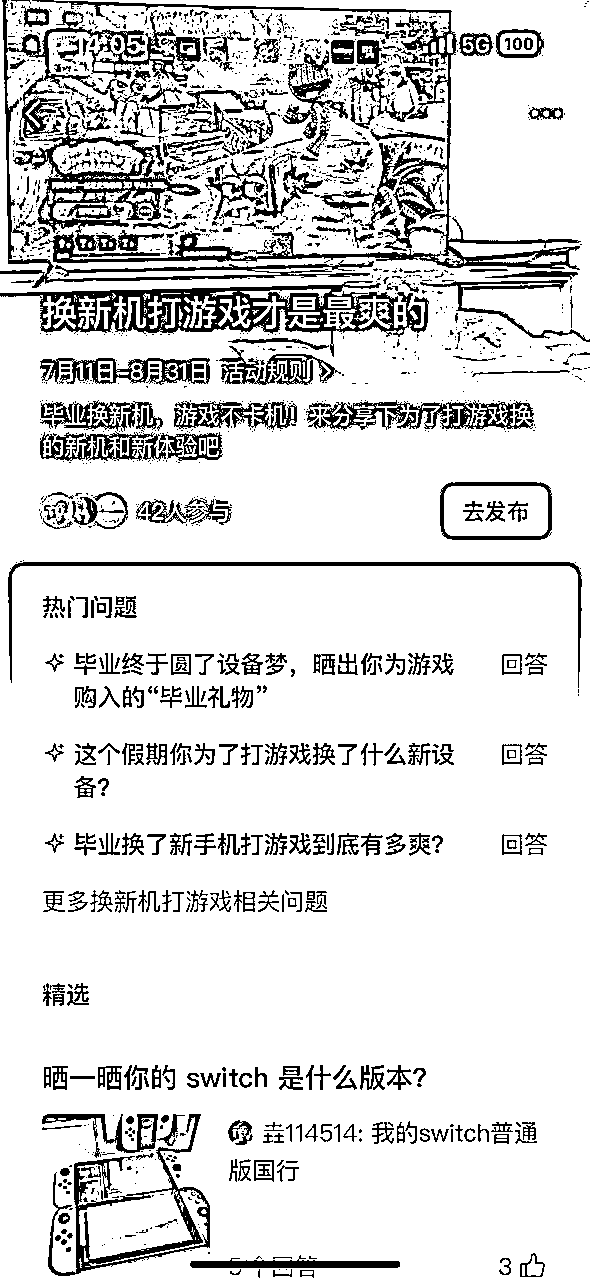 14:05
5G 100
换新机打游戏才是最爽的
7月11日-8月31日 活动规则 >
毕业换新机，游戏不卡机！来分享下为了打游戏换
的新机和新体验吧
42人参与
去发布
热门问题
毕业终于圆了设备梦，晒出你为游戏
购入的“毕业礼物”
回答
这个假期你为了打游戏换了什么新设
备？
回答
毕业换了新手机打游戏到底有多爽？
回答
更多换新机打游戏相关问题
精选
晒一晒你的 switch 是什么版本？
壵114514: 我的switch普通
版国行
5 个回答
3